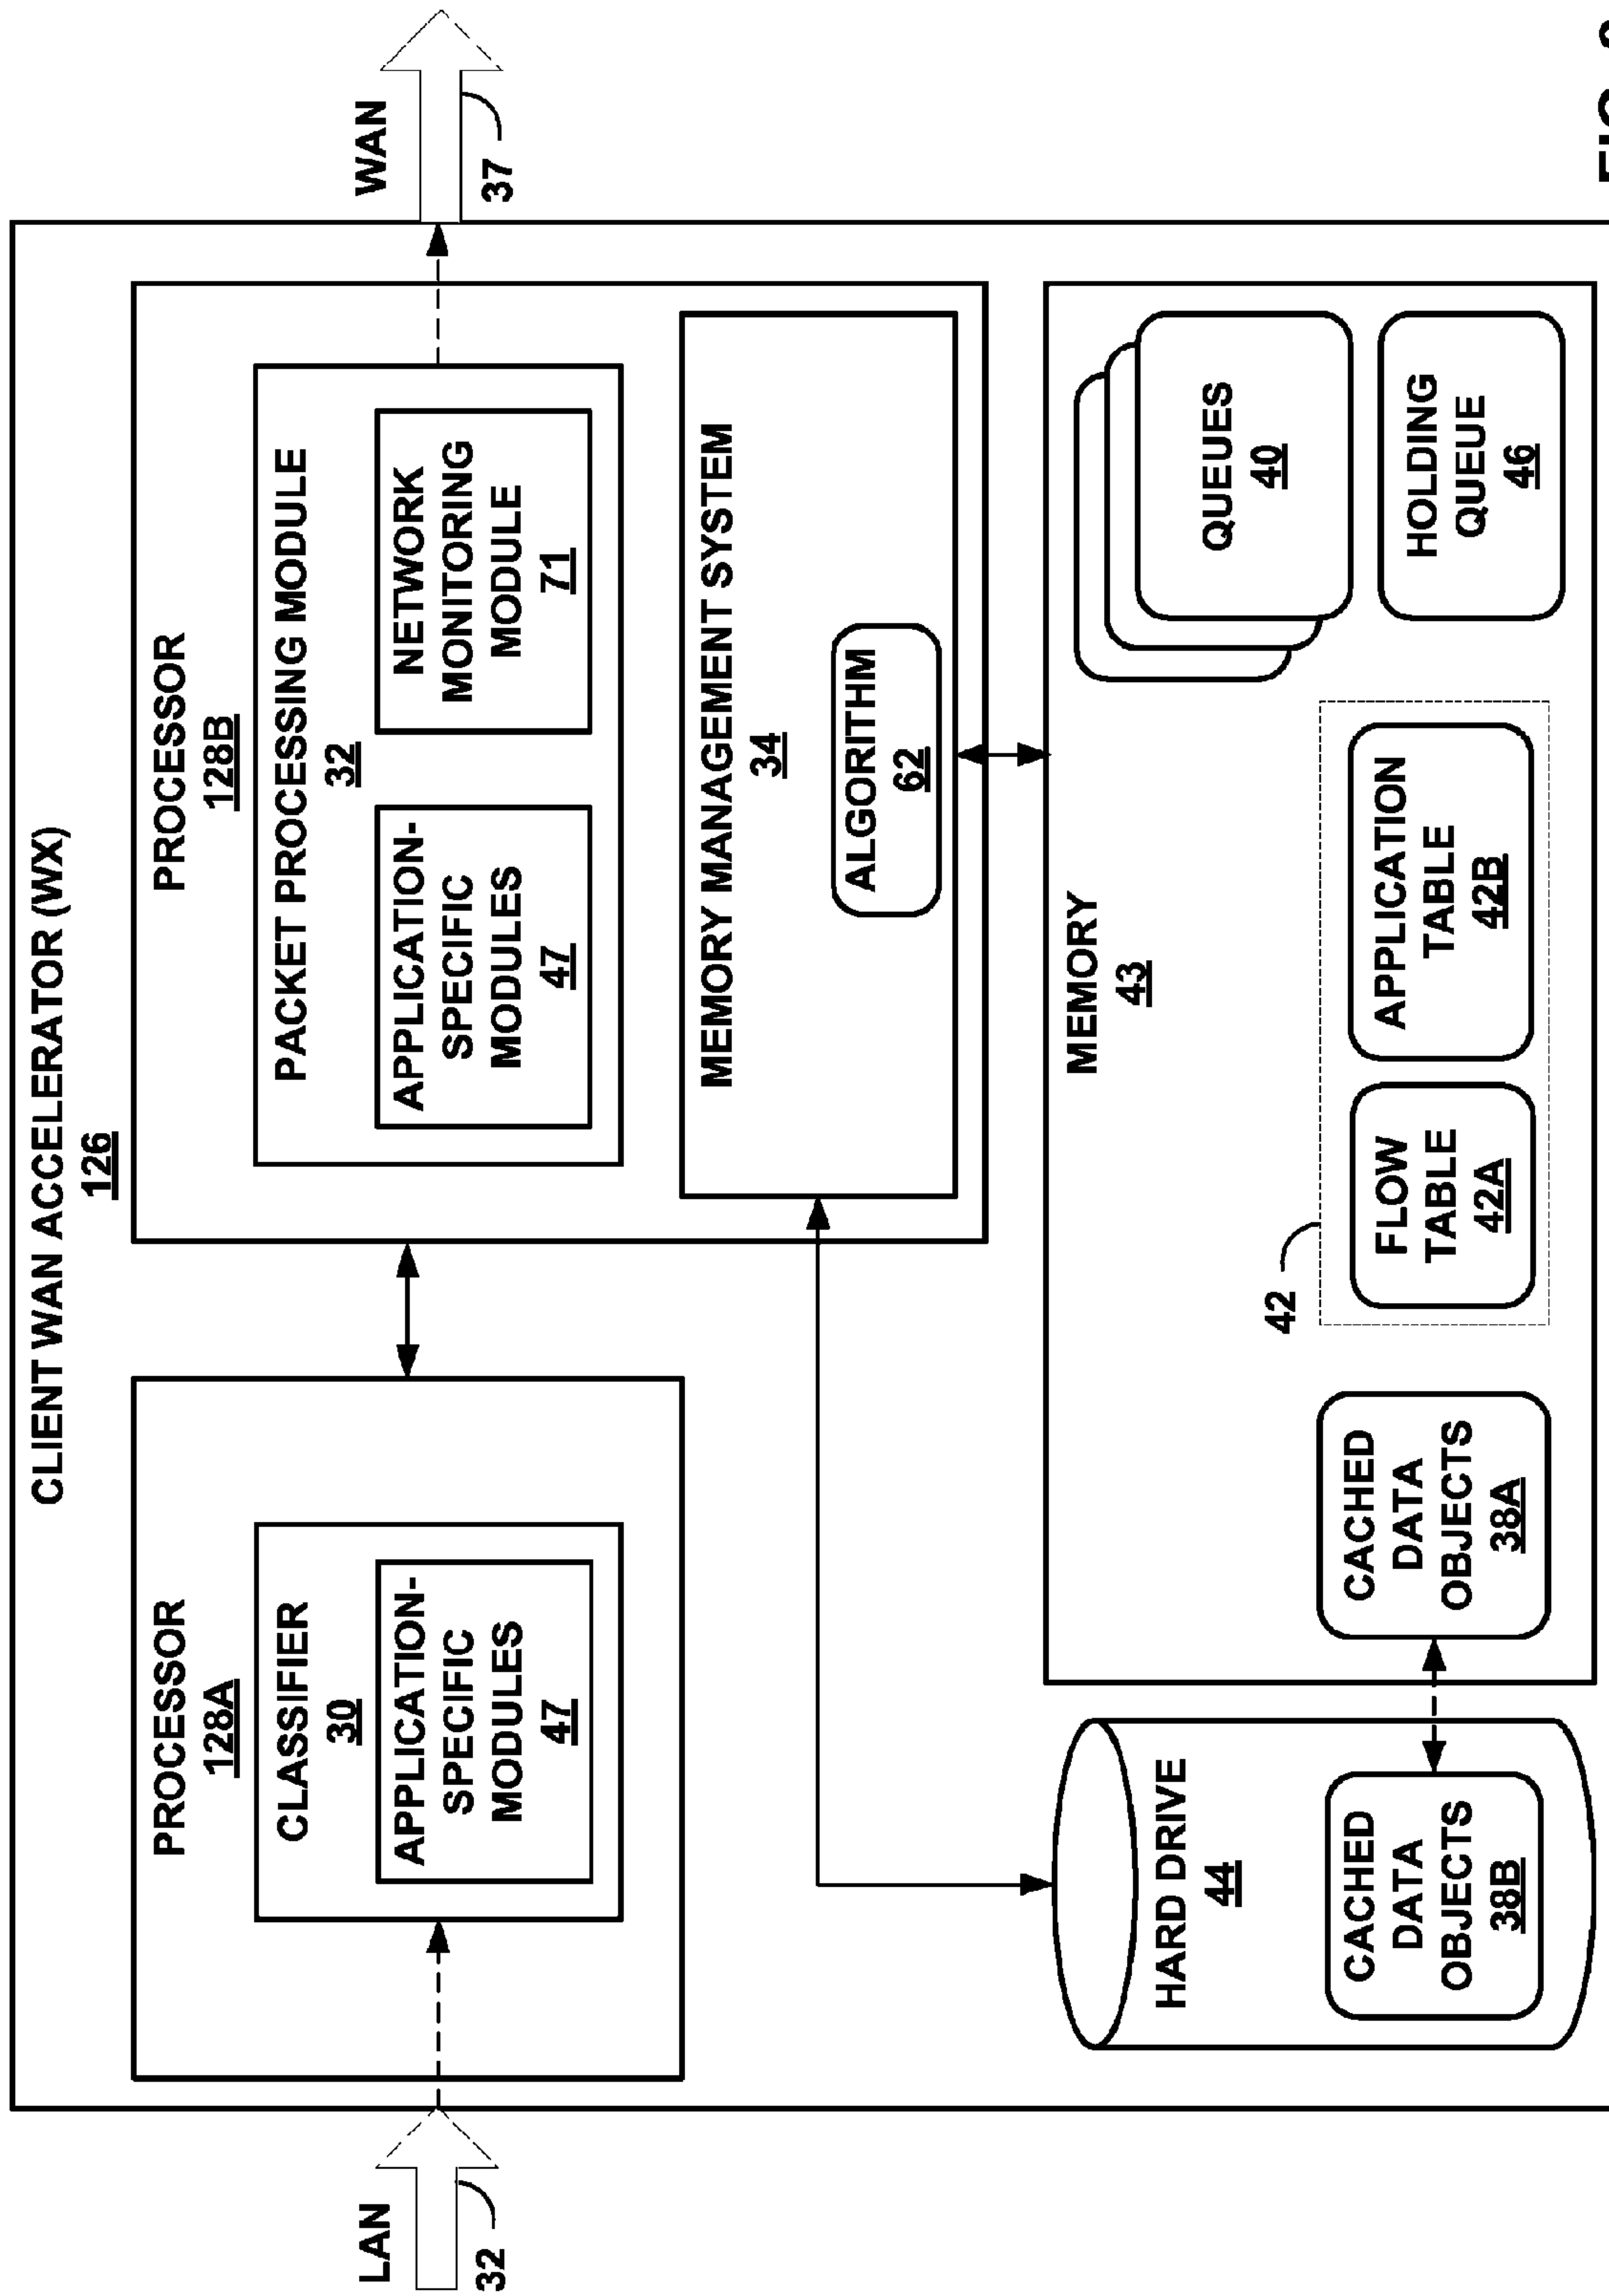 CLIENT WAN ACCELERATOR (WX)
126
LAN
32
PROCESSOR
128A
CLASSIFIER
30
APPLICATION-
SPECIFIC
MODULES
47
PROCESSOR
128B
PACKET PROCESSING MODULE
32
APPLICATION-
SPECIFIC
MODULES
47
NETWORK
MONITORING
MODULE
71
MEMORY MANAGEMENT SYSTEM
34
ALGORITHM
62
WAN
37
HARD DRIVE
44
CACHED
DATA
OBJECTS
38B
MEMORY
43
CACHED
DATA
OBJECTS
38A
42
FLOW
TABLE
42A
APPLICATION
TABLE
42B
QUEUES
40
HOLDING
QUEUE
46